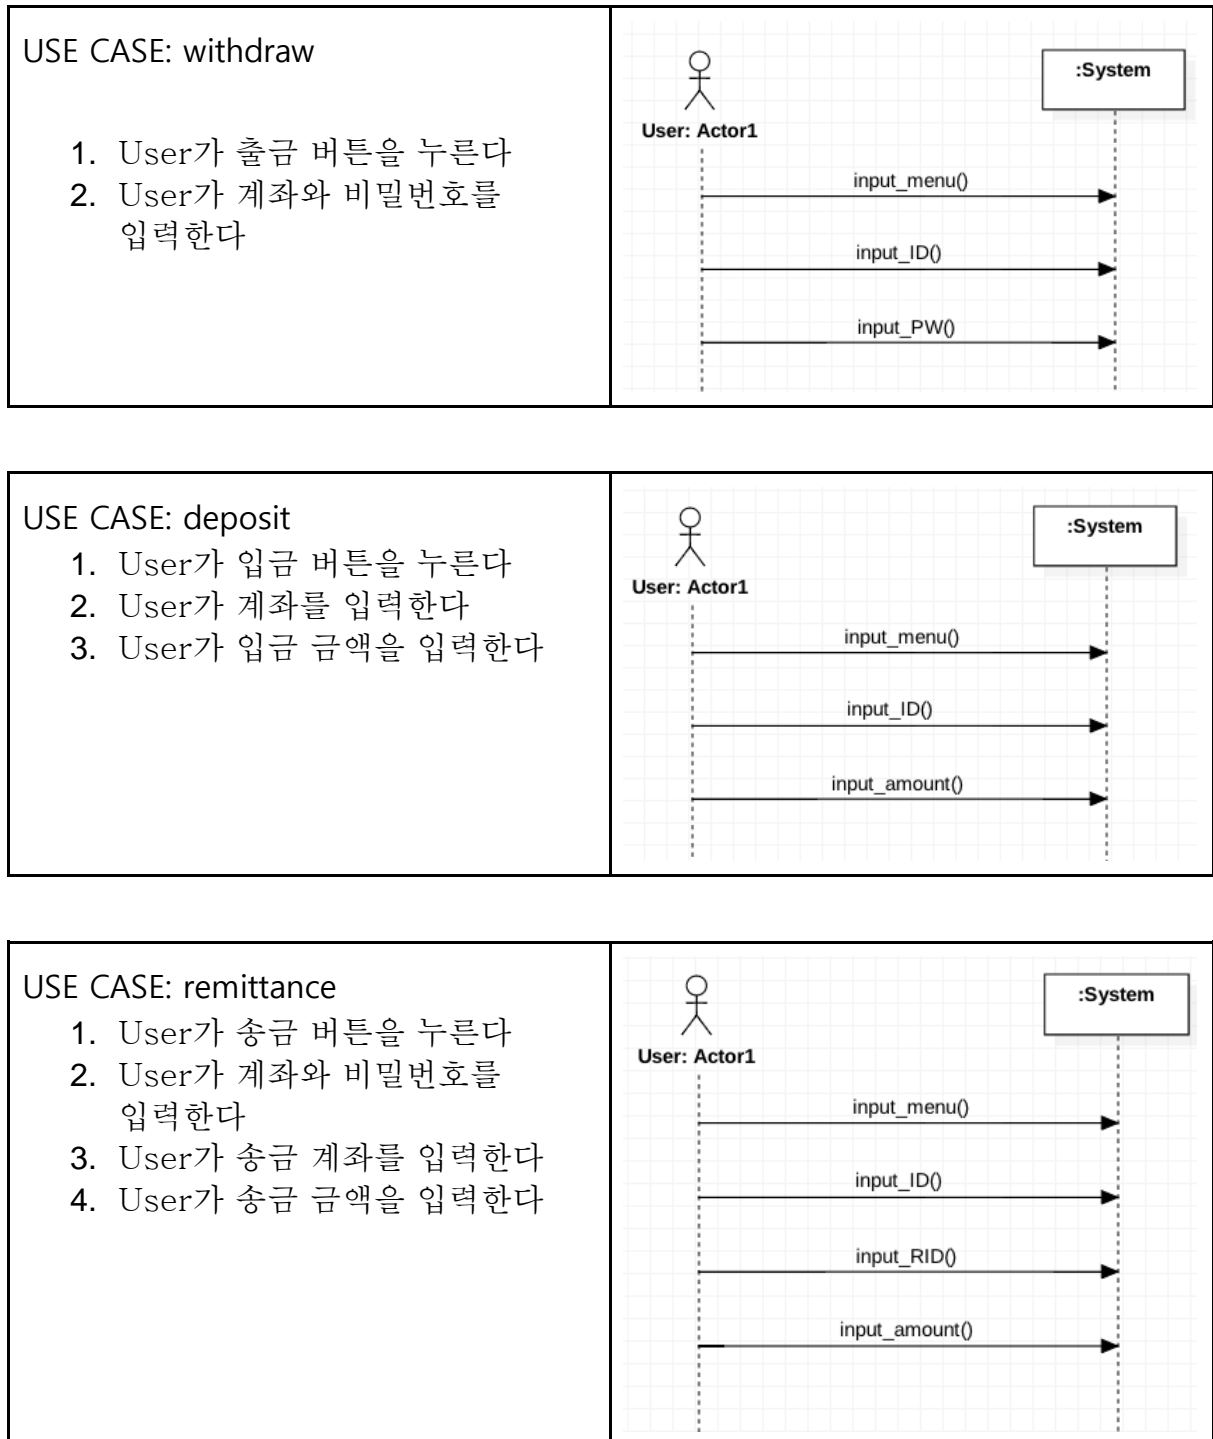 USE CASE: withdraw
1. User가 출금 버튼을 누른다
2. User가 계좌와 비밀번호를
입력한다
:System
User: Actor1
input_menu()
input_ID()
input_PW()
USE CASE: deposit
1. User가 입금 버튼을 누른다
2. User가 계좌를 입력한다
3. User가 입금 금액을 입력한다
:System
User: Actor1
input_menu()
input_ID()
input_amount()
USE CASE: remittance
1. User가 송금 버튼을 누른다
2. User가 계좌와 비밀번호를
입력한다
3. User가 송금 계좌를 입력한다
4. User가 송금 금액을 입력한다
:System
User: Actor1
input_menu()
input_ID()
input_RID()
input_amount()